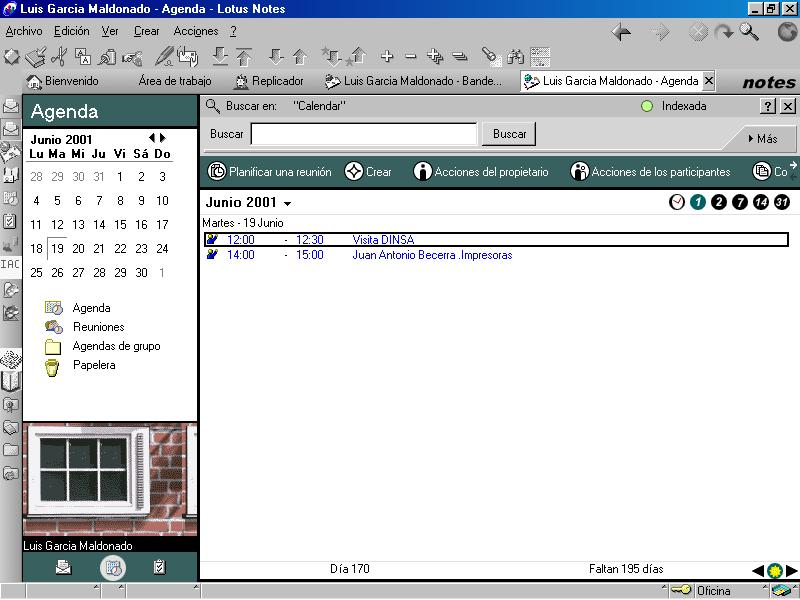 Luis Garcia Maldonado - Agenda - Lotus Notes
Archivo Edición Ver Crear Acciones ?
Bienvenido Área de trabajo Replicador Luis Garcia Maldonado - Bande... Luis Garcia Maldonado - Agenda notes
Agenda
Junio 2001
Lu Ma Mi Ju Vi Sá Do
28 29 30 31 1 2 3
4 5 6 7 8 9 10
11 12 13 14 15 16 17
18 19 20 21 22 23 24
25 26 27 28 29 30 1
Agenda
Reuniones
Agendas de grupo
Papelera
Luis Garcia Maldonado
IAC
Buscar en: "Calendar" Indexada ?
Buscar Buscar Más
Planificar una reunión Crear Acciones del propietario Acciones de los participantes Co
Junio 2001 1 2 7 14 31
Martes - 19 Junio
12:00 - 12:30 Visita DINSA
14:00 - 15:00 Juan Antonio Becerra .Impresoras
Día 170 Faltan 195 días
Oficina